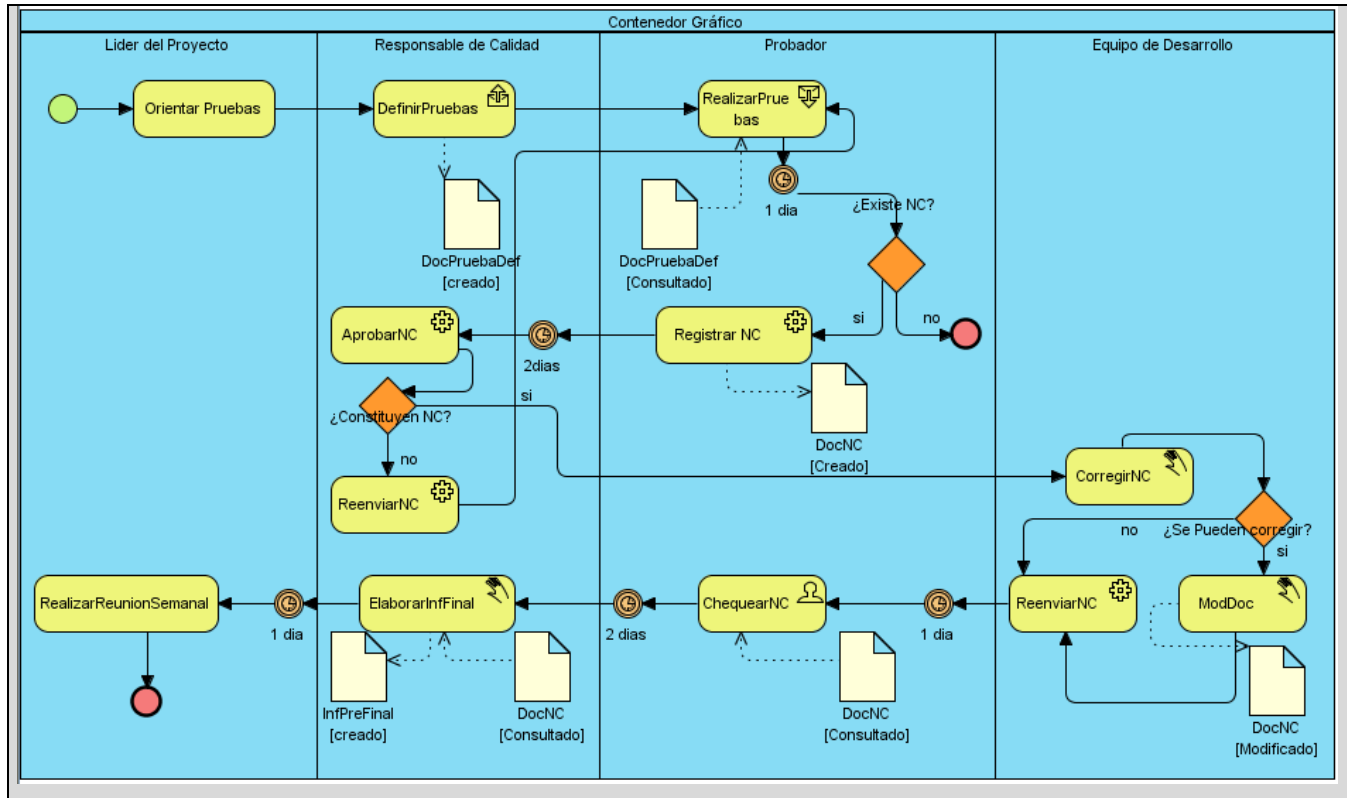 Contenedor Gráfico
Lider del Proyecto
Responsable de Calidad
Probador
Equipo de Desarrollo
Orientar Pruebas
DefinirPruebas
RealizarPrue
bas
1 dia
¿Existe NC?
DocPruebaDef
[creado]
DocPruebaDef
[Consultado]
AprobarNC
2dias
Registrar NC
si
no
¿Constituyen NC?
si
no
DocNC
[Creado]
ReenviarNC
CorregirNC
no
¿Se Pueden corregir?
si
RealizarReunionSemanal
1 dia
ElaborarInfFinal
2 dias
ChequearNC
1 dia
ReenviarNC
ModDoc
InfPreFinal
[creado]
DocNC
[Consultado]
DocNC
[Consultado]
DocNC
[Modificado]